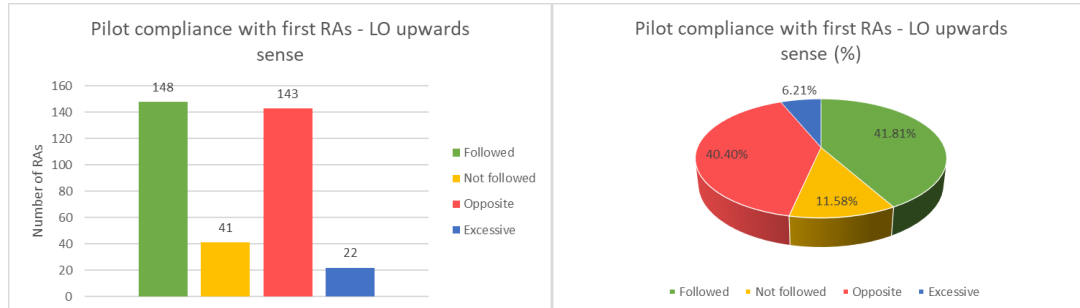 Pilot compliance with first RAs - LO upwards
sense
Number of RAs
160
140
120
100
80
60
40
20
0
148
41
143
22
Followed
Not followed
Opposite
Excessive
Pilot compliance with first RAs - LO upwards
sense (%)
6.21%
41.81%
40.40%
11.58%
Followed Not followed Opposite Excessive